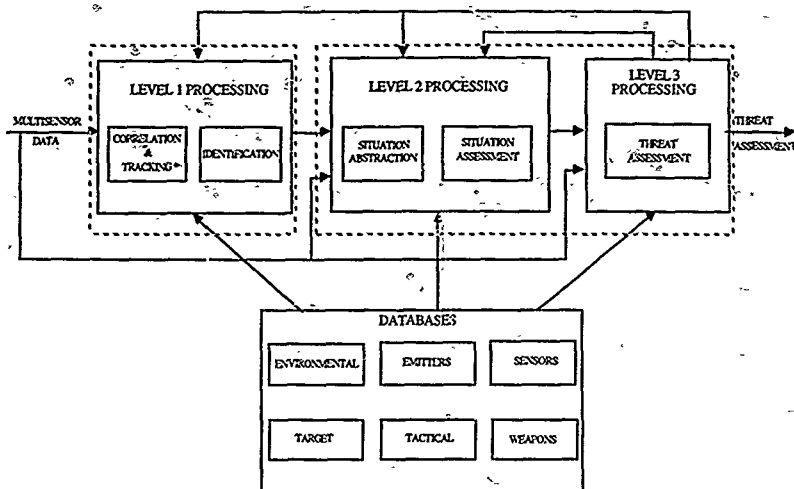 LEVEL 1 PROCESSING
LEVEL 2 PROCESSING
LEVEL 3
PROCESSING
MULTISENSOR
DATA
CORRELATION
&
TRACKING
IDENTIFICATION
SITUATION
ABSTRACTION
SITUATION
ASSESSMENT
THREAT
ASSESSMENT
THREAT
ASSESSMENT
DATABASES
ENVIRONMENTAL
EMITTERS
SENSORS
TARGET
TACTICAL
WEAPONS